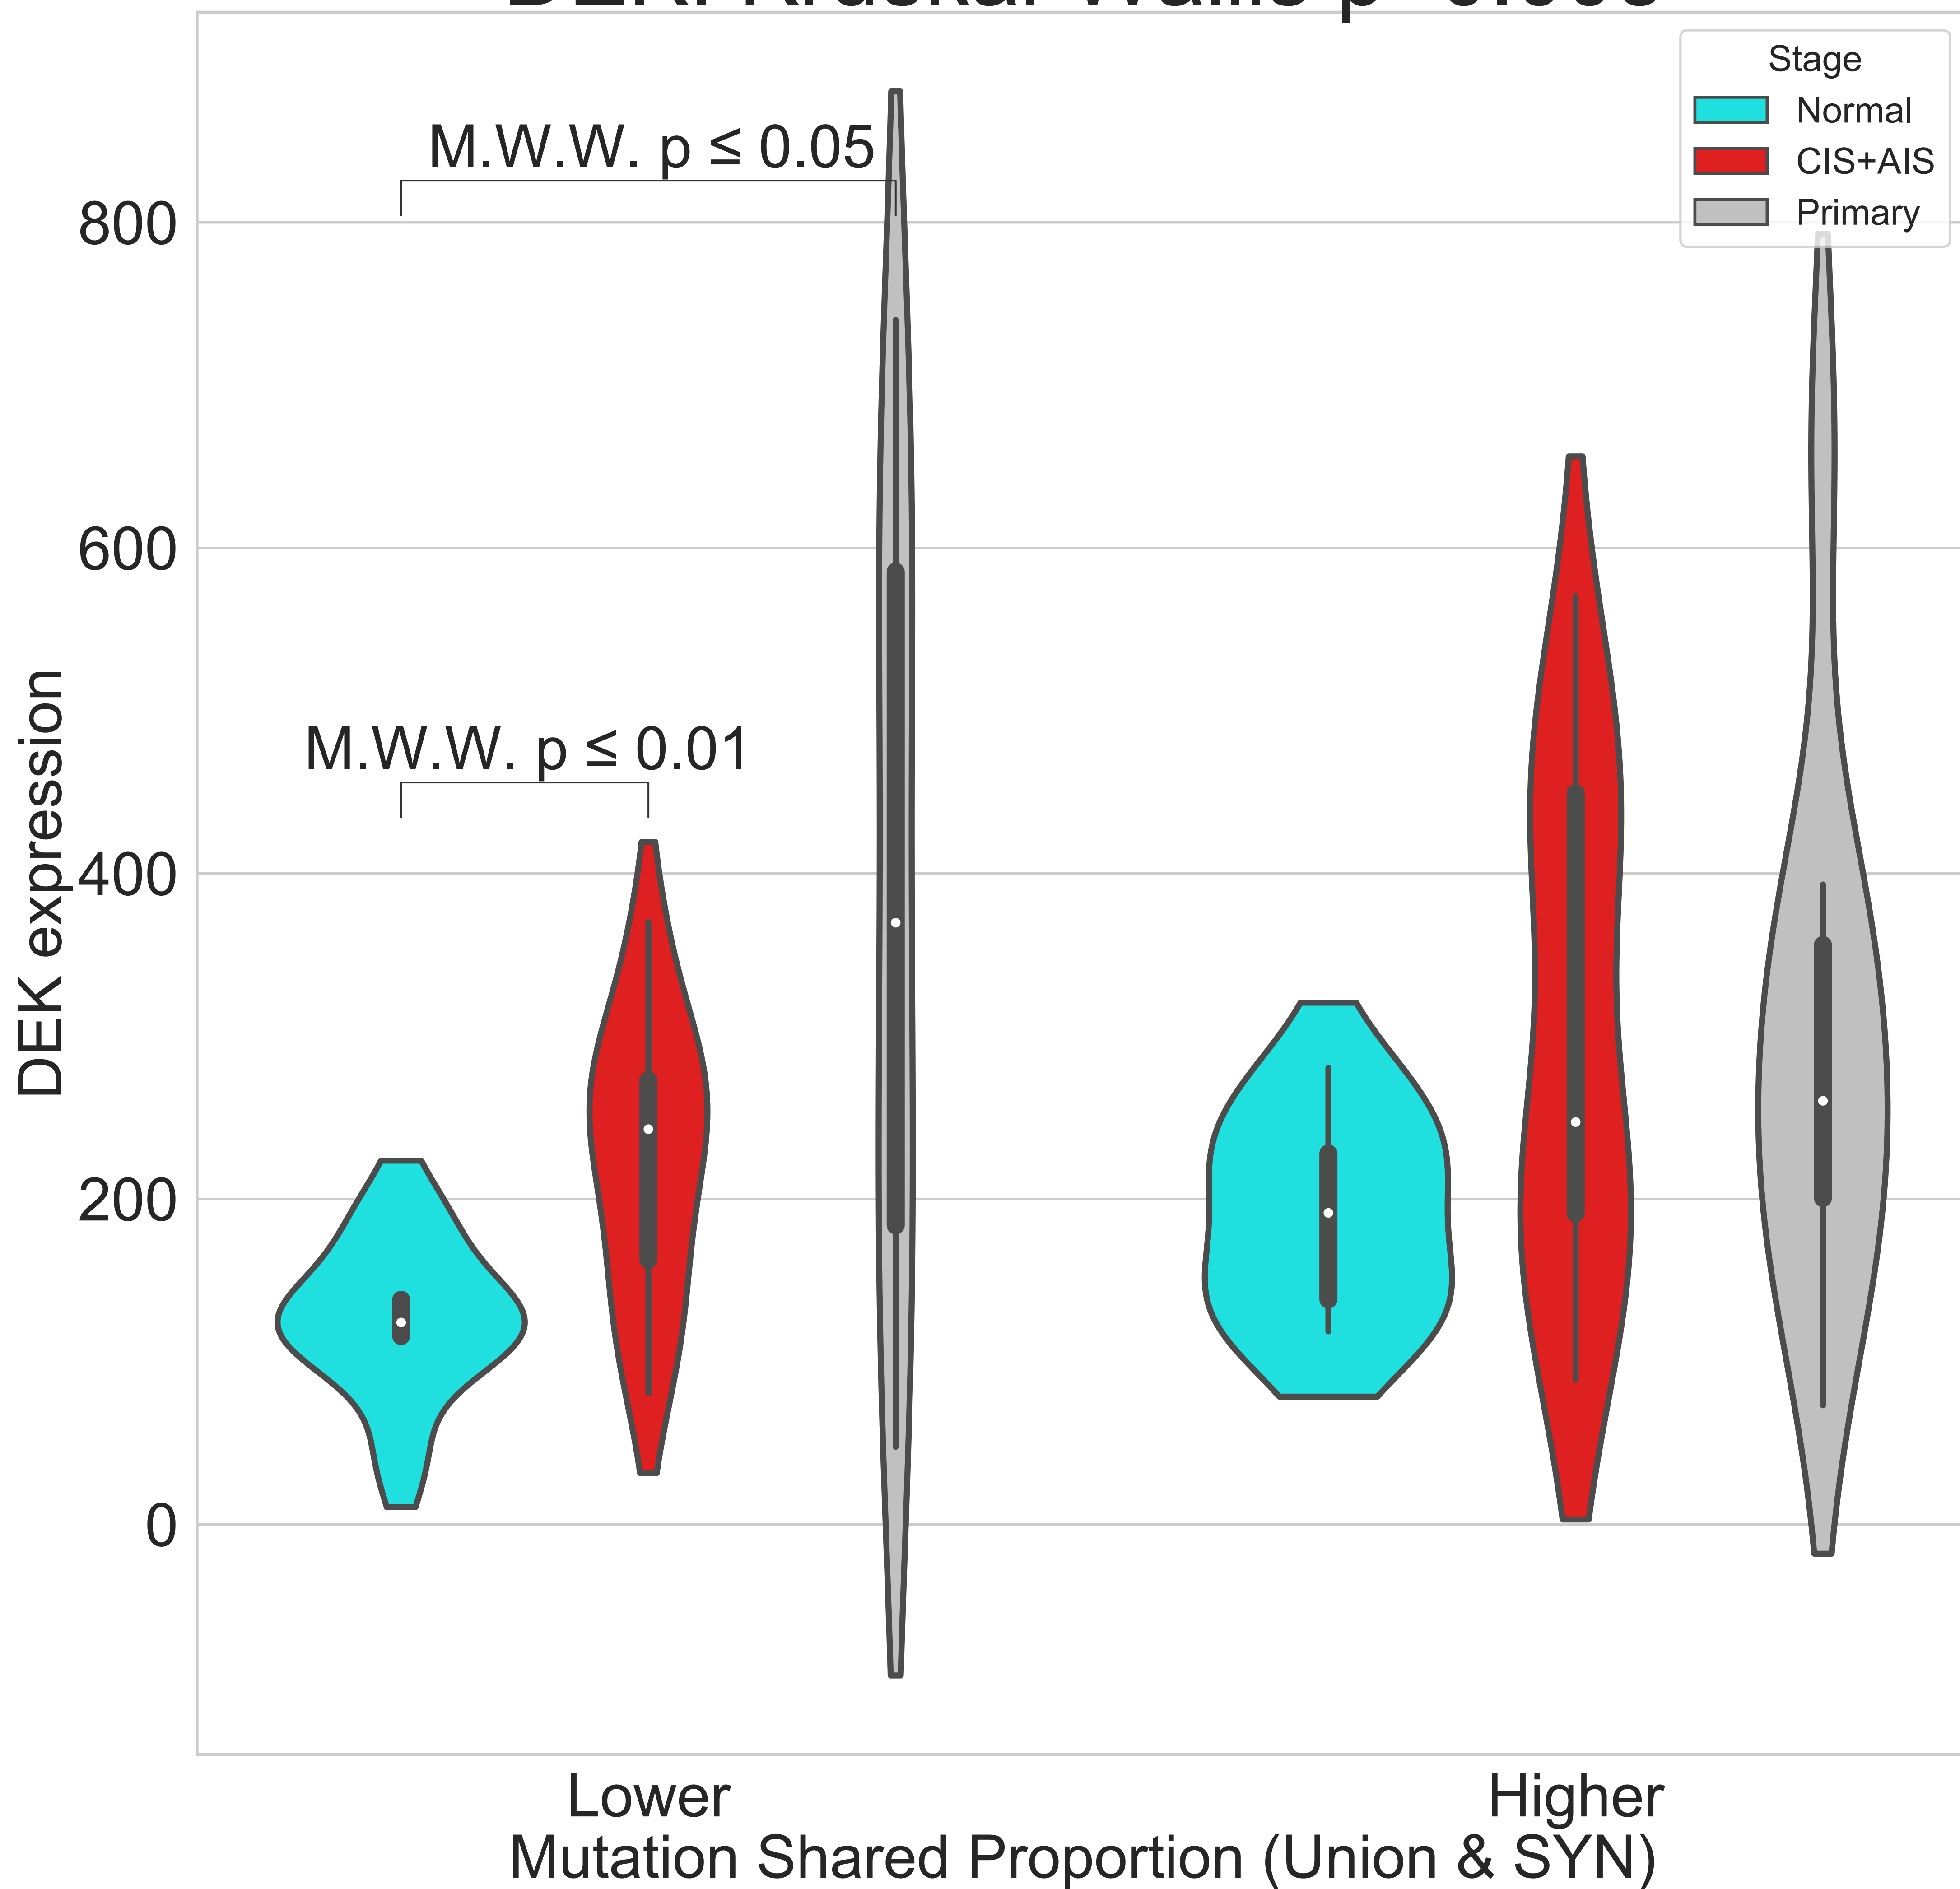 Stage
Normal
CIS+AIS
Primary
M.W.W. p ≤ 0.05
M.W.W. p ≤ 0.01
800
600
400
200
0
DEK expression
Lower
Higher
Mutation Shared Proportion (Union & SYN)